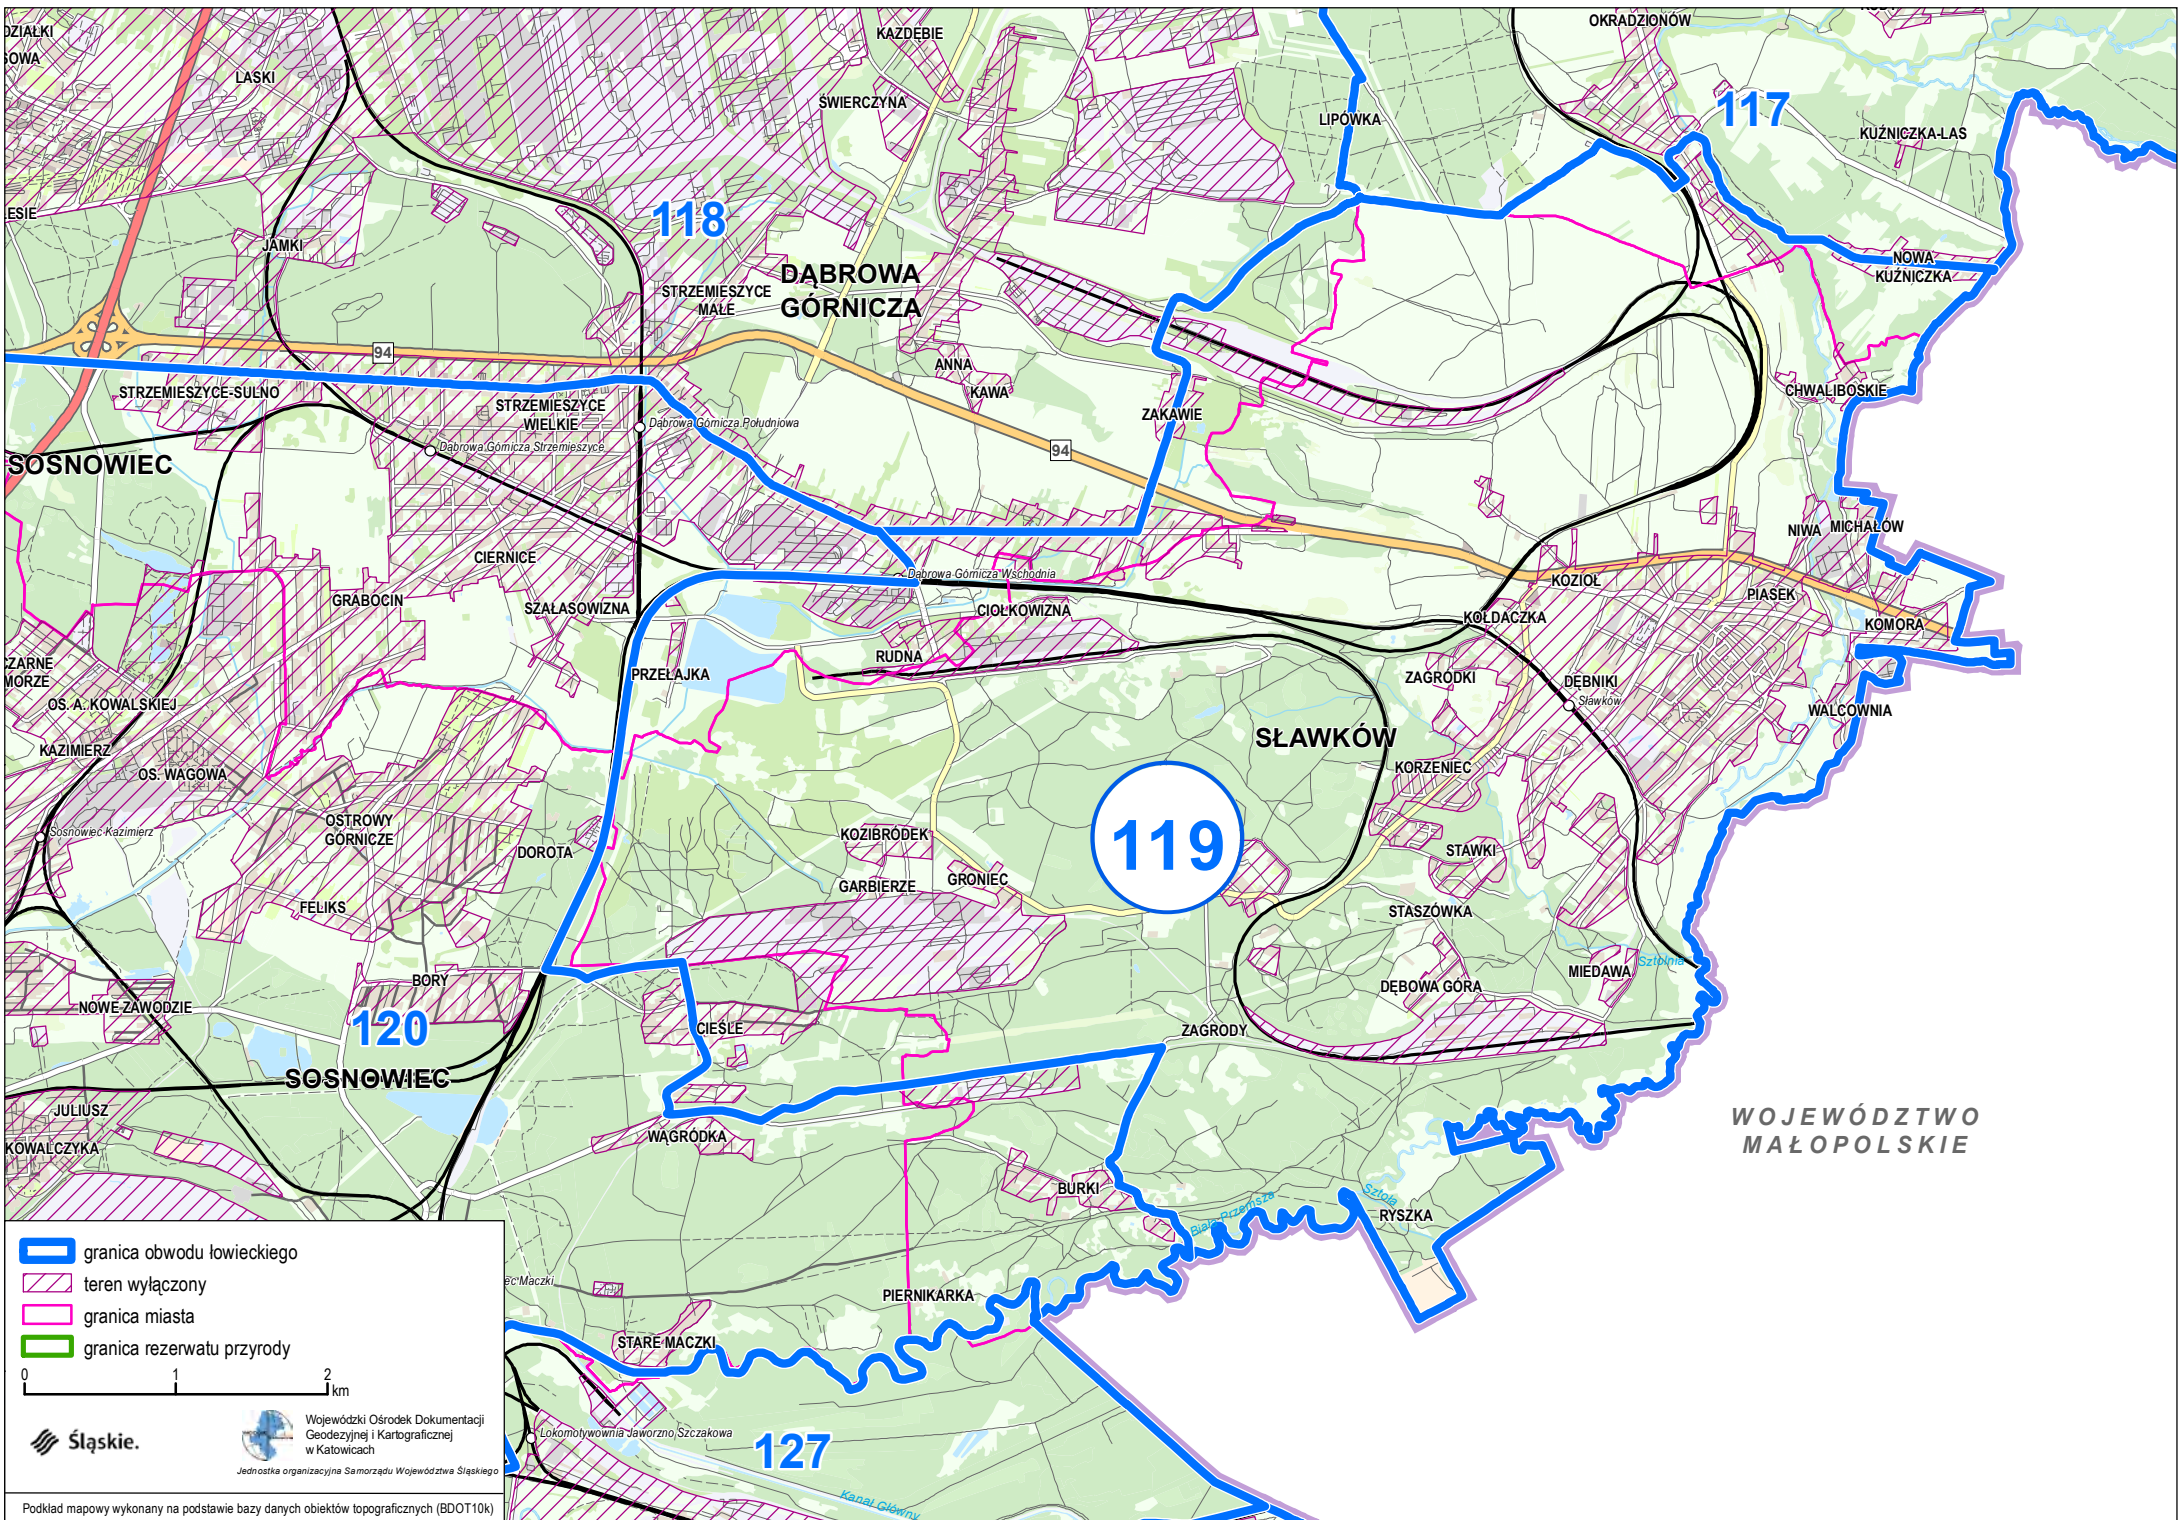 OKRADZIONÓW
KAZDĘBIE
LASKI
117
ŚWIERCZYNA
LIPÓWKA
KUŹNICZKA-LAS
118
JAMKI
DĄBROWA
GÓRNICZA
NOWA
KUŹNICZKA
STRZEMIESZYCE
MAŁE
94
ANNA
KAWA
STRZEMIESZYCE-SULNO
STRZEMIESZYCE
WIELKIE
ZAKAWIE
CHWALIBOSKIE
Dąbrowa Górnicza Południowa
Dąbrowa Górnicza Strzemieszyce
94
SOSNOWIEC
NIWA
MICHAŁÓW
CIERNICE
Dąbrowa Górnicza Wschodnia
KOZIOŁ
PIASEK
GRABOCIN
SZAŁASOWIZNA
CIOŁKOWIZNA
KOŁDACZKA
KOMORA
CZARNE
MORZE
RUDNA
PRZEŁAJKA
ZAGRÓDKI
DĘBNIKI
Sławków
OS. A. KOWALSKIEJ
WALCOWNIA
SŁAWKÓW
KAZIMIERZ
OS. WAGOWA
KORZENIEC
OSTROWY
GÓRNICZE
Sosnowiec Kazimierz
KOZIBRÓDEK
119
DOROTA
STAWKI
GARBIERZE
GRONIEC
FELIKS
STASZÓWKA
Sztolnia
BORY
MIEDAWA
DĘBOWA GÓRA
NOWE ZAWODZIE
120
CIEŚLE
ZAGRODY
SOSNOWIEC
JULIUSZ
WOJEWÓDZTWO
MAŁOPOLSKIE
WĄGRÓDKA
KOWALCZYKA
BURKI
Biała Przemsza
Sztoła
RYSZKA
PIERNIKARKA
STARE MACZKI
127
Lokomotywownia Jaworzno Szczakowa
Kanał Główny
granica obwodu łowieckiego
teren wyłączony
granica miasta
granica rezerwatu przyrody
0 1 2
km
Śląskie.
Wojewódzki Ośrodek Dokumentacji
Geodezyjnej i Kartograficznej
w Katowicach
Jednostka organizacyjna Samorządu Województwa Śląskiego
Podkład mapowy wykonany na podstawie bazy danych obiektów topograficznych (BDOT10k)